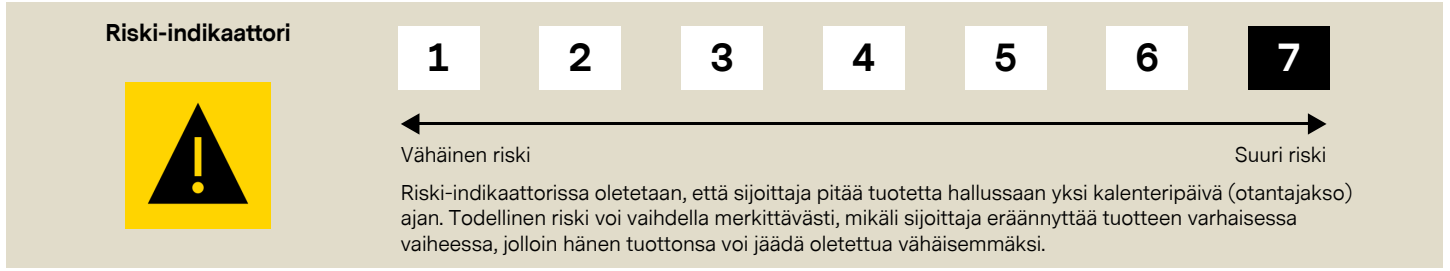 Riski-indikaattori
1 2 3 4 5 6 7
Vähäinen riski Suuri riski
Riski-indikaattorissa oletetaan, että sijoittaja pitää tuotetta hallussaan yksi kalenteripäivä (otantajakso)
ajan. Todellinen riski voi vaihdella merkittävästi, mikäli sijoittaja eräännyttää tuotteen varhaisessa
vaiheessa, jolloin hänen tuottonsa voi jäädä oletettua vähäisemmäksi.